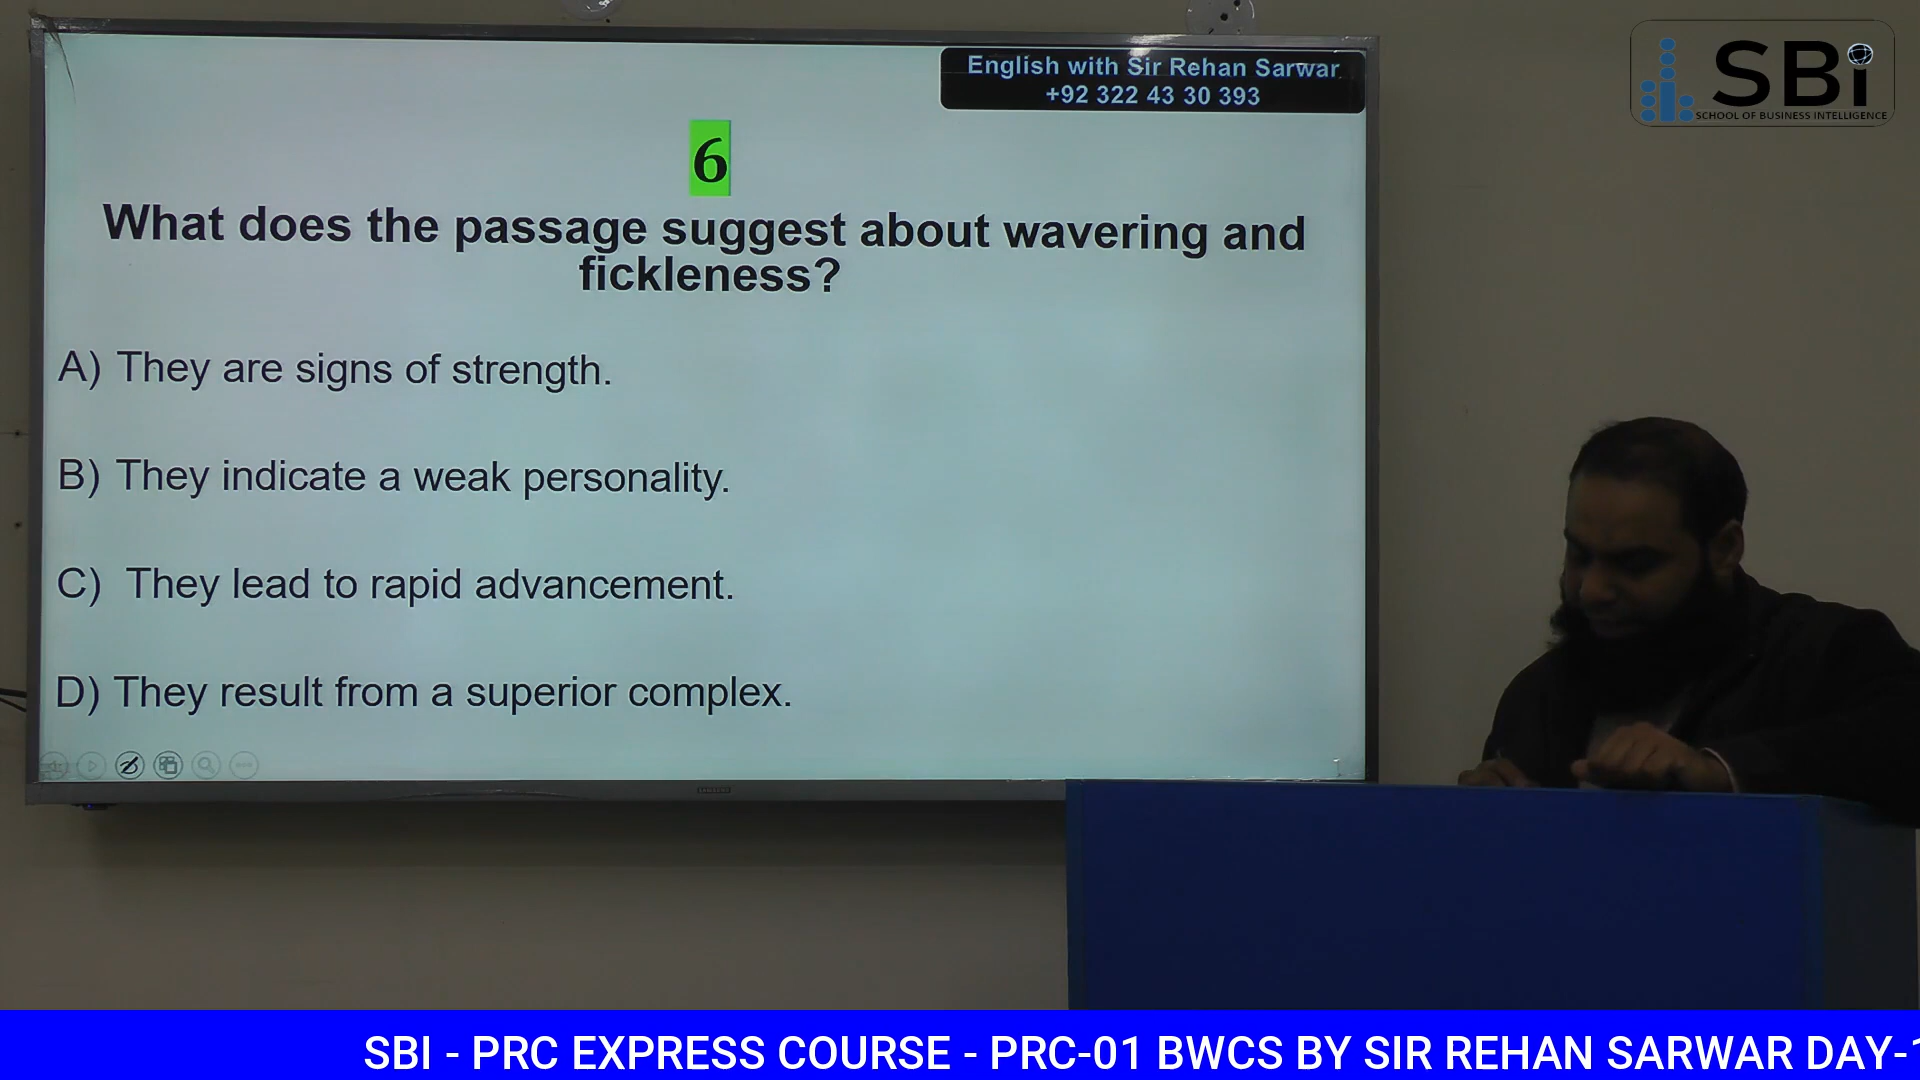 English with Sir Rehan Sarwar
+92 322 43 30 393
SBi
SCHOOL OF BUSINESS INTELLIGENCE
6
What does the passage suggest about wavering and
fickleness?
A) They are signs of strength.
B) They indicate a weak personality.
C) They lead to rapid advancement.
D) They result from a superior complex.
SAMSUNG
SBI - PRC EXPRESS COURSE - PRC-01 BWCS BY SIR REHAN SARWAR DAY-1